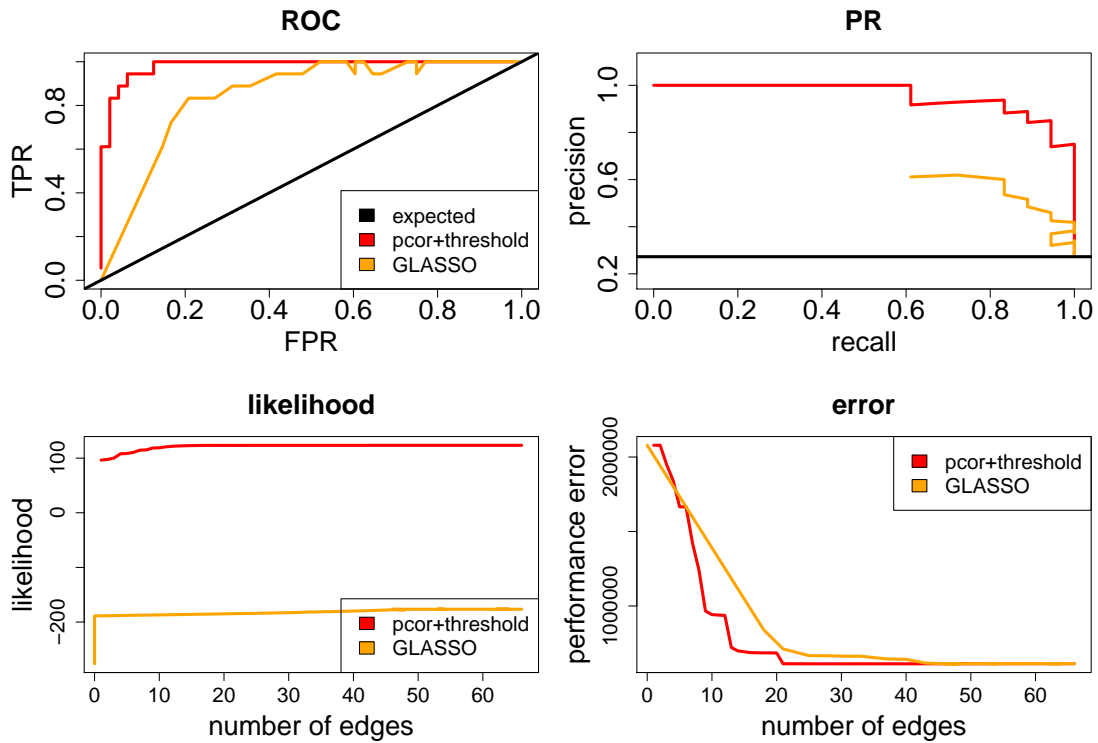 ROC
TPR
0.0 0.4 0.8
expected
pcor+threshold
GLASSO
0.0 0.2 0.4 0.6 0.8 1.0
FPR
PR
precision
0.2 0.6 1.0
0.0 0.2 0.4 0.6 0.8 1.0
recall
likelihood
likelihood
−200 0 100
pcor+threshold
GLASSO
0 10 20 30 40 50 60
number of edges
error
performance error
1000000 2000000
pcor+threshold
GLASSO
0 10 20 30 40 50 60
number of edges